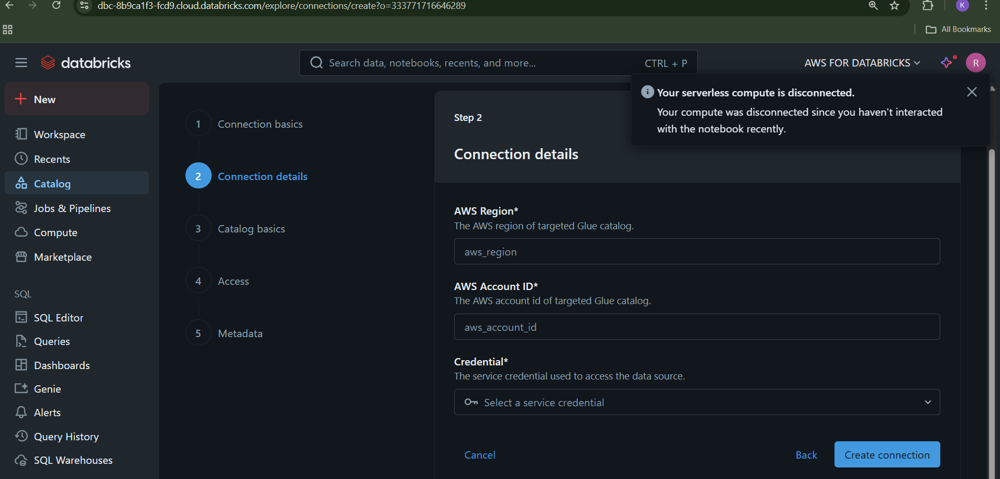 dbc-8b9ca1f3-fcd9.cloud.databricks.com/explore/connections/create?o=333771716646289
K
All Bookmarks
databricks
Search data, notebooks, recents, and more...
CTRL + P
AWS FOR DATABRICKS
R
Your serverless compute is disconnected.
Your compute was disconnected since you haven't interacted
with the notebook recently.
New
Workspace
Recents
Catalog
Jobs & Pipelines
Compute
Marketplace
SQL
SQL Editor
Queries
Dashboards
Genie
Alerts
Query History
SQL Warehouses
1 Connection basics
2 Connection details
3 Catalog basics
4 Access
5 Metadata
Step 2
Connection details
AWS Region*
The AWS region of targeted Glue catalog.
aws_region
AWS Account ID*
The AWS account id of targeted Glue catalog.
aws_account_id
Credential*
The service credential used to access the data source.
Select a service credential
Cancel
Back
Create connection